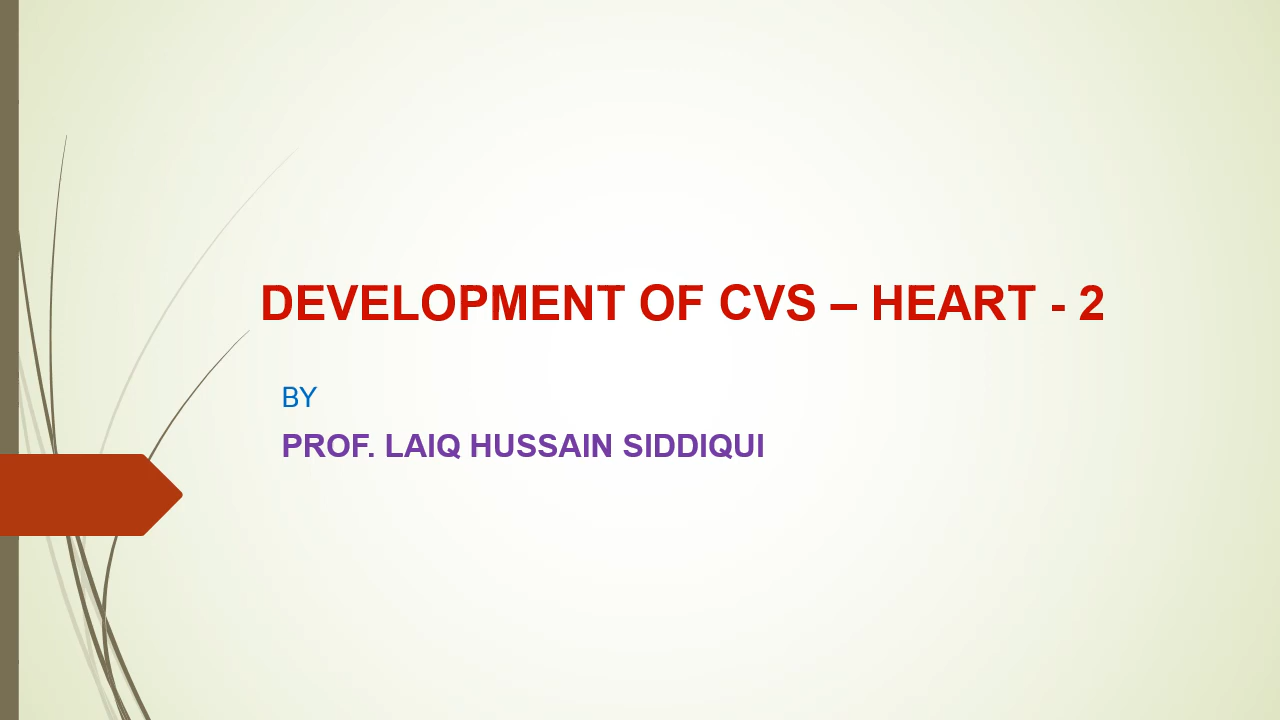 DEVELOPMENT OF CVS – HEART - 2
BY
PROF. LAIQ HUSSAIN SIDDIQUI